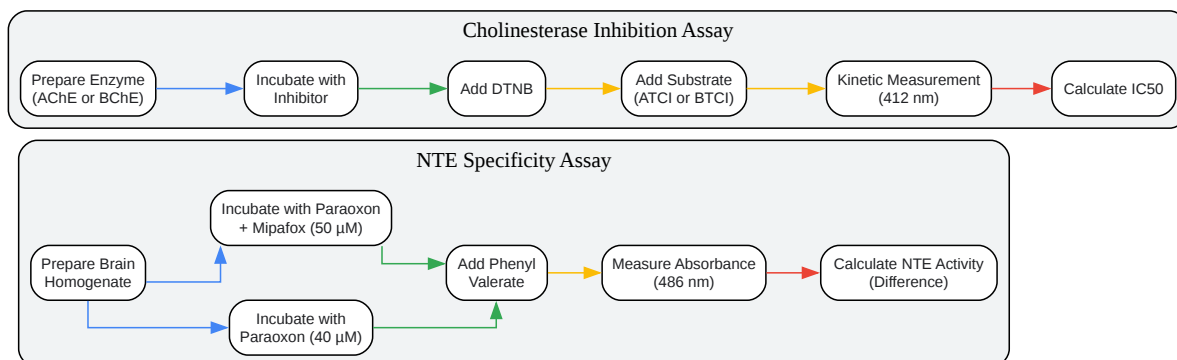 Cholinesterase Inhibition Assay
Prepare Enzyme
(AChE or BChE)
Incubate with
Inhibitor
Add DTNB
Add Substrate
(ATCI or BTCI)
Kinetic Measurement
(412 nm)
Calculate IC50
NTE Specificity Assay
Prepare Brain
Homogenate
Incubate with Paraoxon
+ Mipafox (50 µM)
Incubate with
Paraoxon (40 µM)
Add Phenyl
Valerate
Measure Absorbance
(486 nm)
Calculate NTE Activity
(Difference)